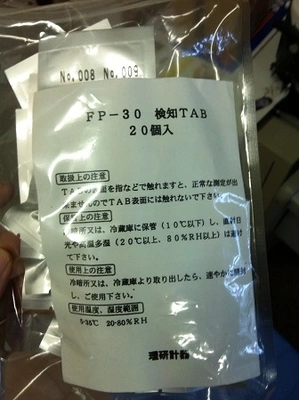 No.008 No.009
FP-30 検知TAB
20個入
取扱上の注意
TABの表面を指などで触れますと、正常な測定が出
来ませんのでTAB表面には触れないで下さい。
保管上の注意
冷暗所又は、冷蔵庫に保管(10℃以下)し、直射日
光や高温多湿(20℃以上、80%RH以上)は避け
て下さい。
使用上の注意
冷暗所又は、冷蔵庫より取り出したら、速やかに開封
し、ご使用下さい。
使用温度、湿度範囲
5-35℃ 20-80%RH
理研計器